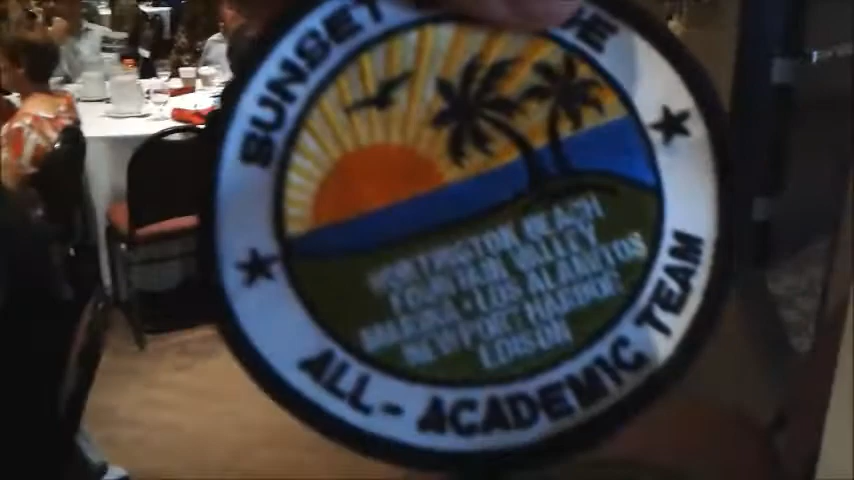 SUNSET
HUNTINGTON BEACH
FOUNTAIN VALLEY
MARINA • LOS ALAMITOS
NEWPORT HARBOR
EDISON
ALL-ACADEMIC TEAM